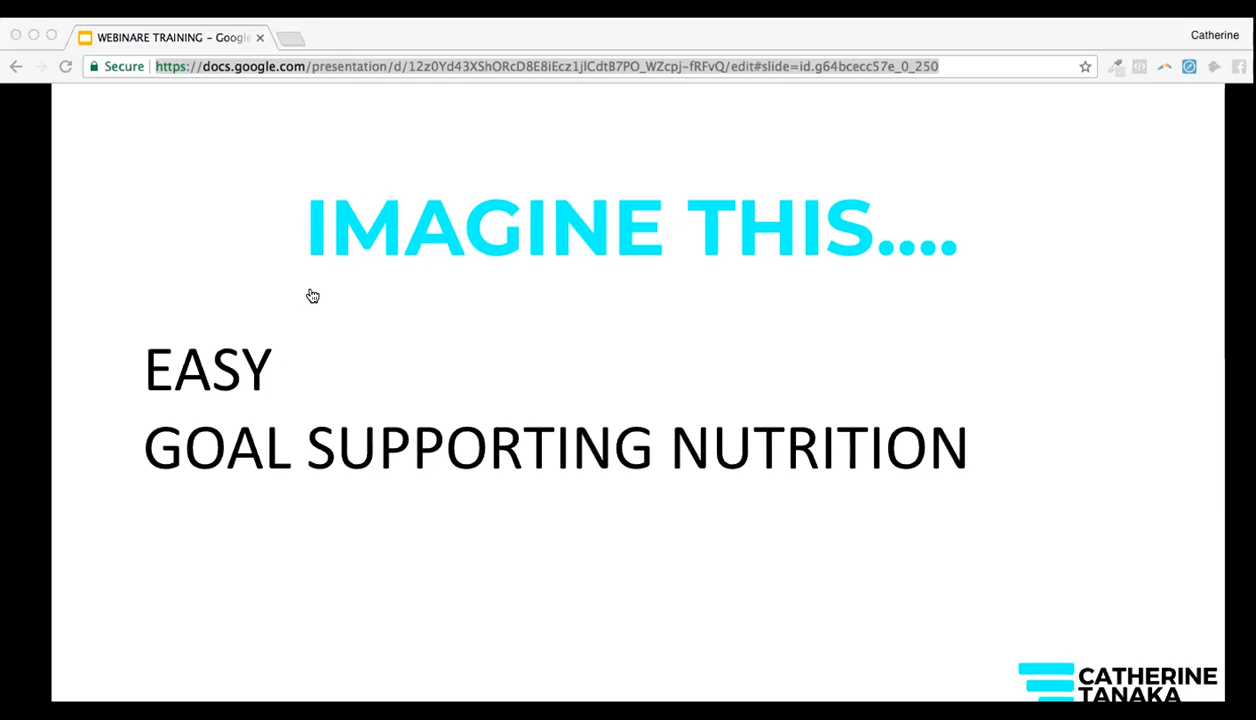 WEBINARE TRAINING - Google
Catherine
Secure
https://docs.google.com/presentation/d/12z0Yd43XShORcD8E8iEcz1jlCdtB7PO_WZcpj-fRFvQ/edit#slide=id.g64bcecc57e_0_250
IMAGINE THIS....
EASY
GOAL SUPPORTING NUTRITION
CATHERINE
TANAKA